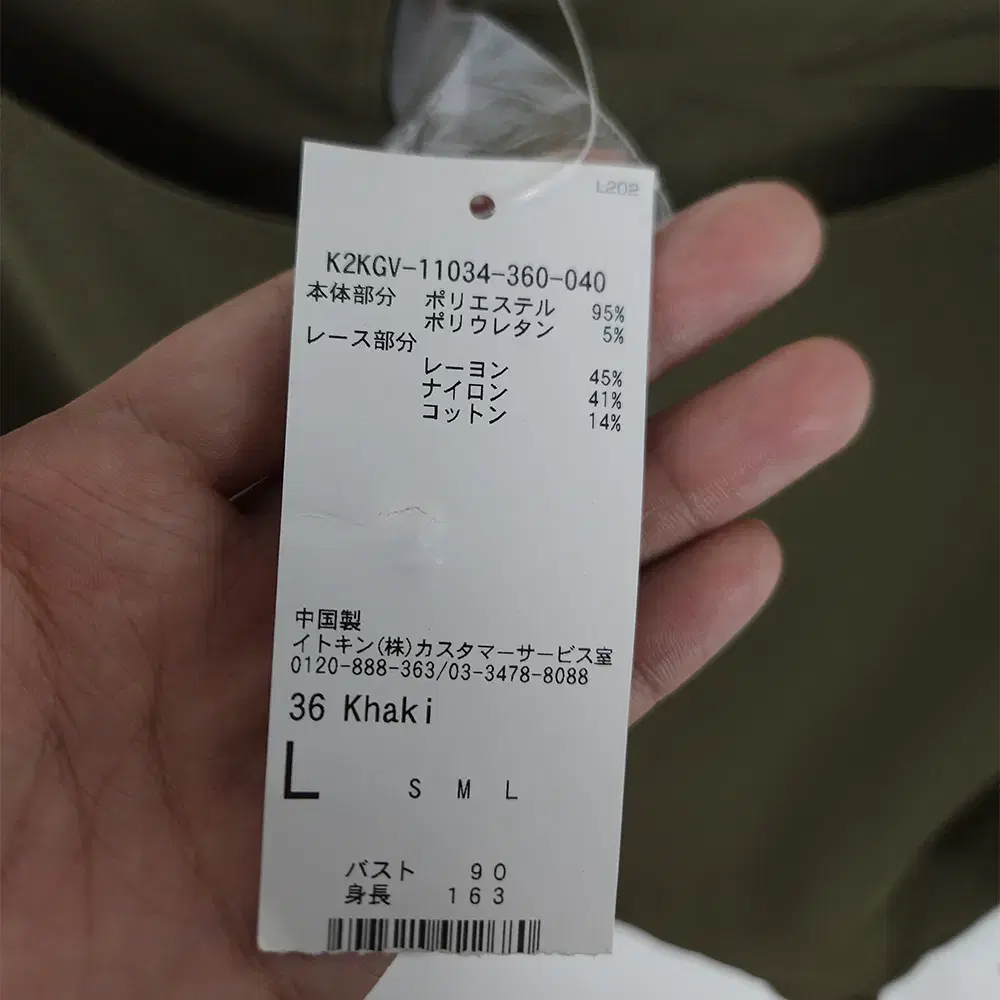 L202
K2KGV-11034-360-040
本体部分 ポリエステル 95%
ポリウレタン 5%
レース部分
レーヨン 45%
ナイロン 41%
コットン 14%
中国製
イトキン(株)カスタマーサービス室
0120-888-363/03-3478-8088
36 Khaki
L S M L
バスト 90
身長 163